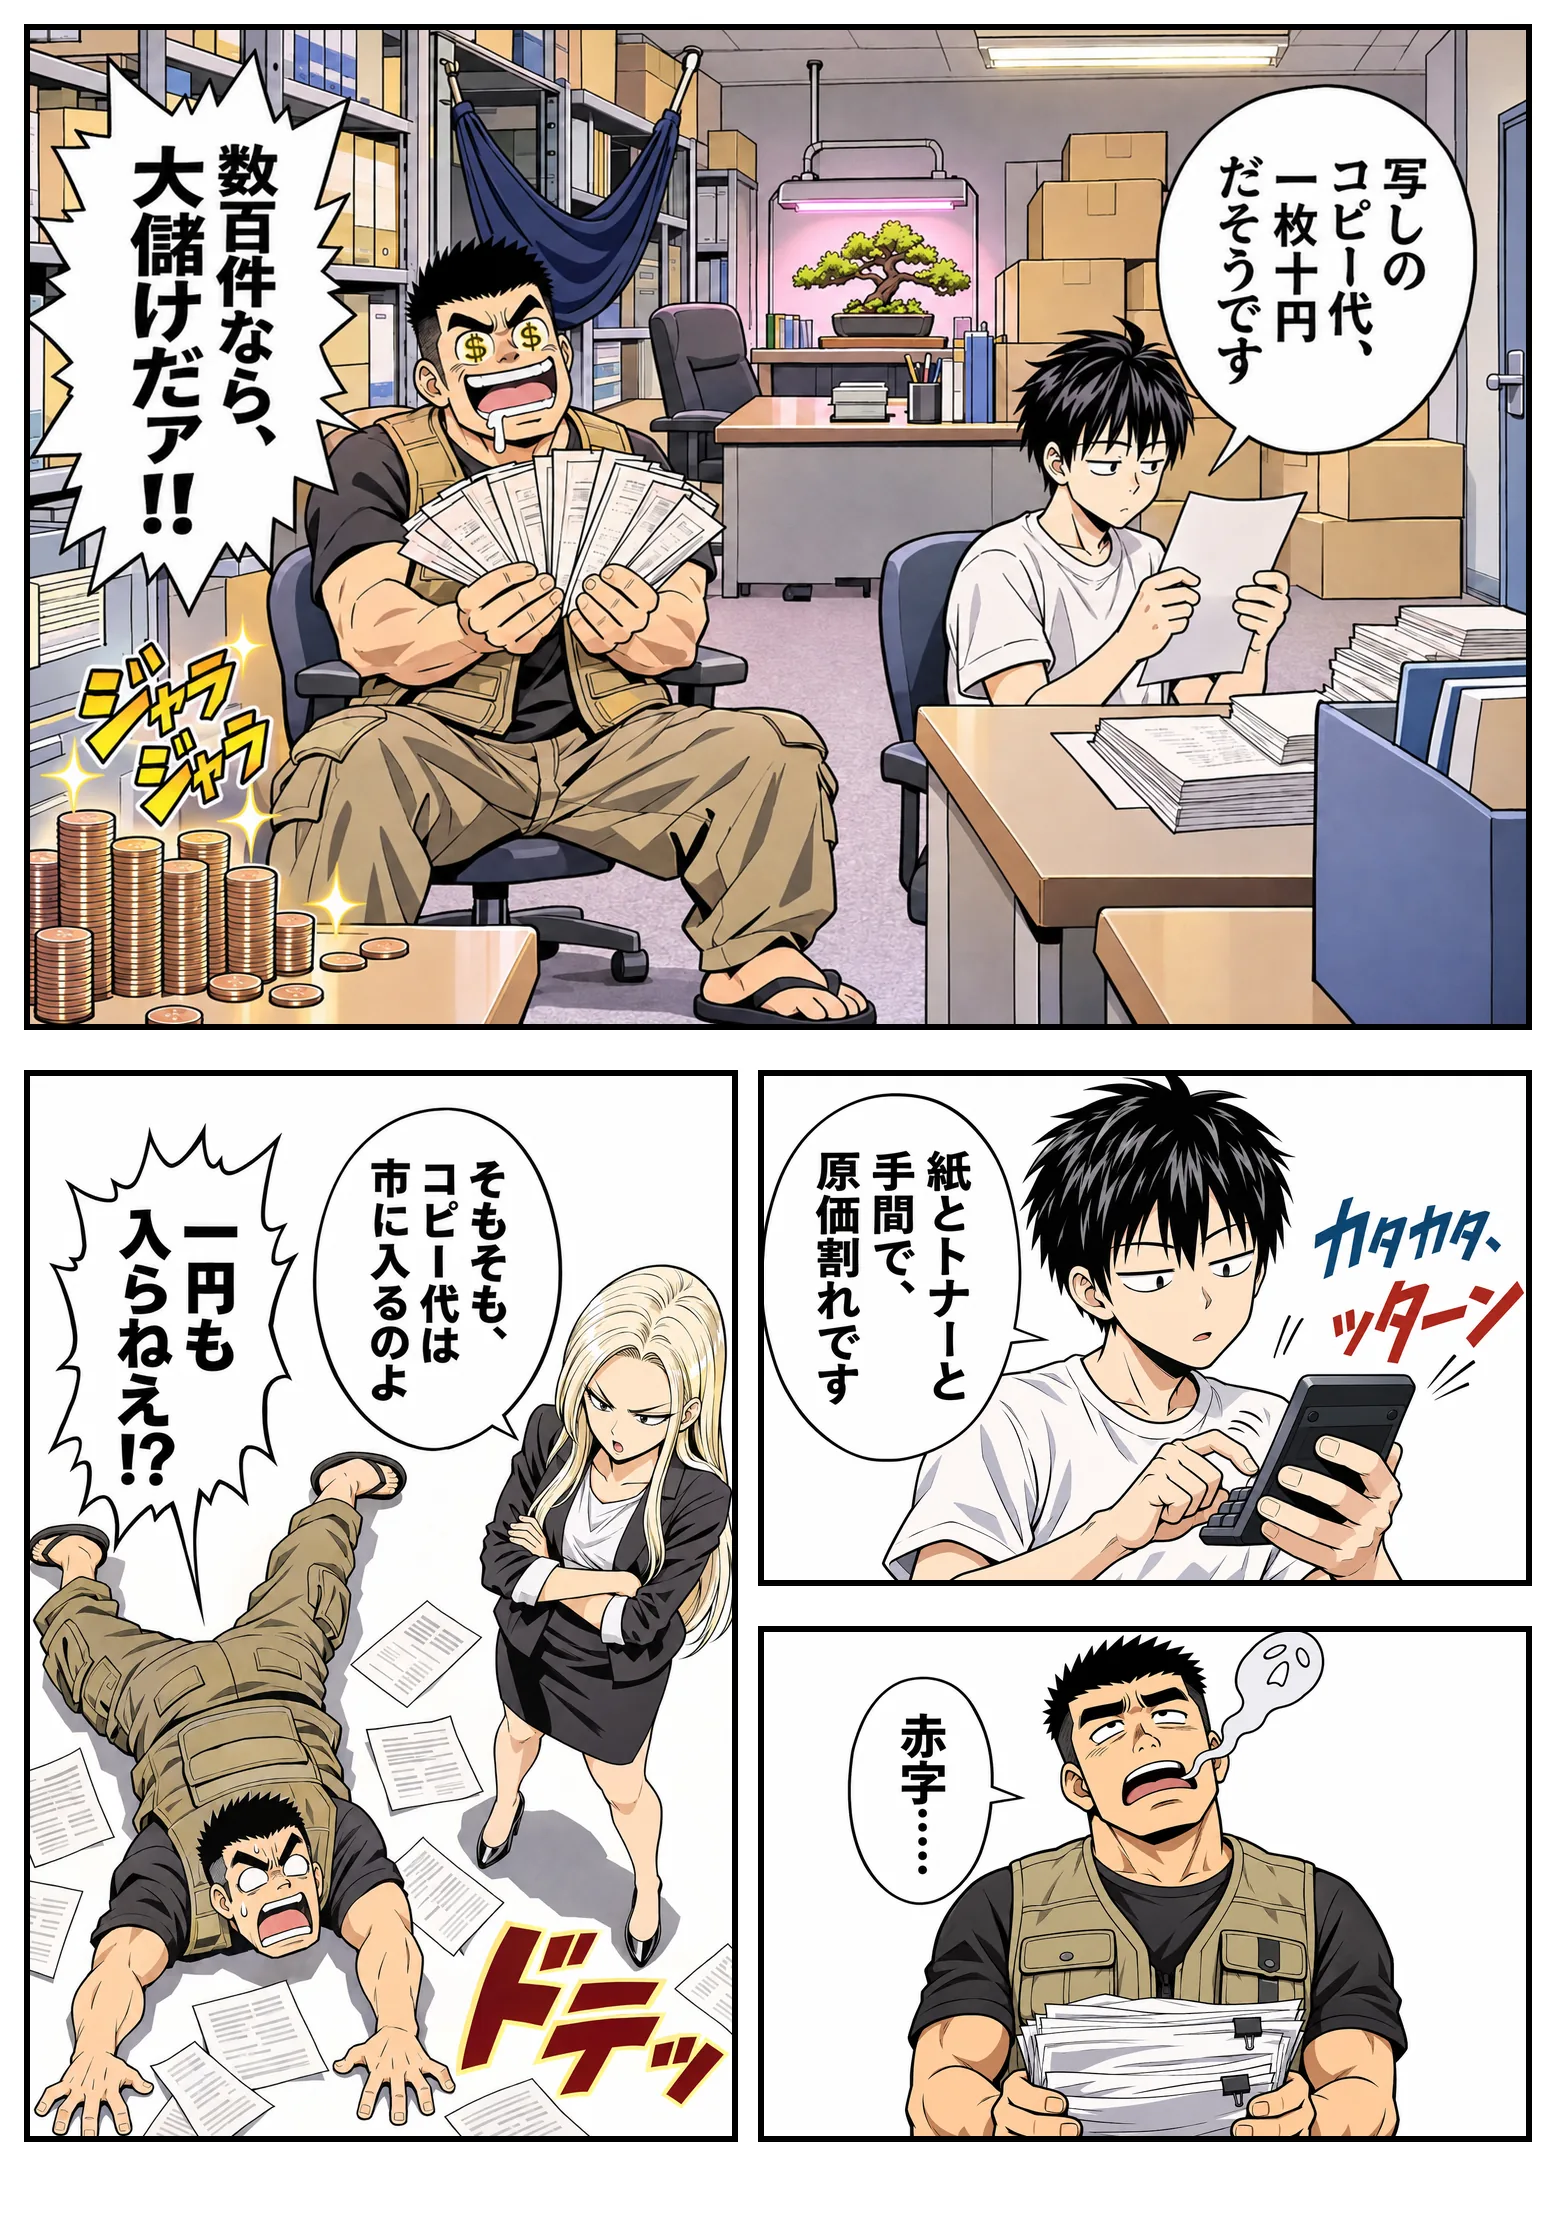 写しの
コピー代、
一枚十円
だそうです
数百件なら、
大儲けだァ!!
ジャラ
ジャラ
紙とトナーと
手間で、
原価割れです
カタカタ、
ッターン
赤字……
そもそも、
コピー代は
市に入るのよ
一円も
入らねえ!?
ドテッ